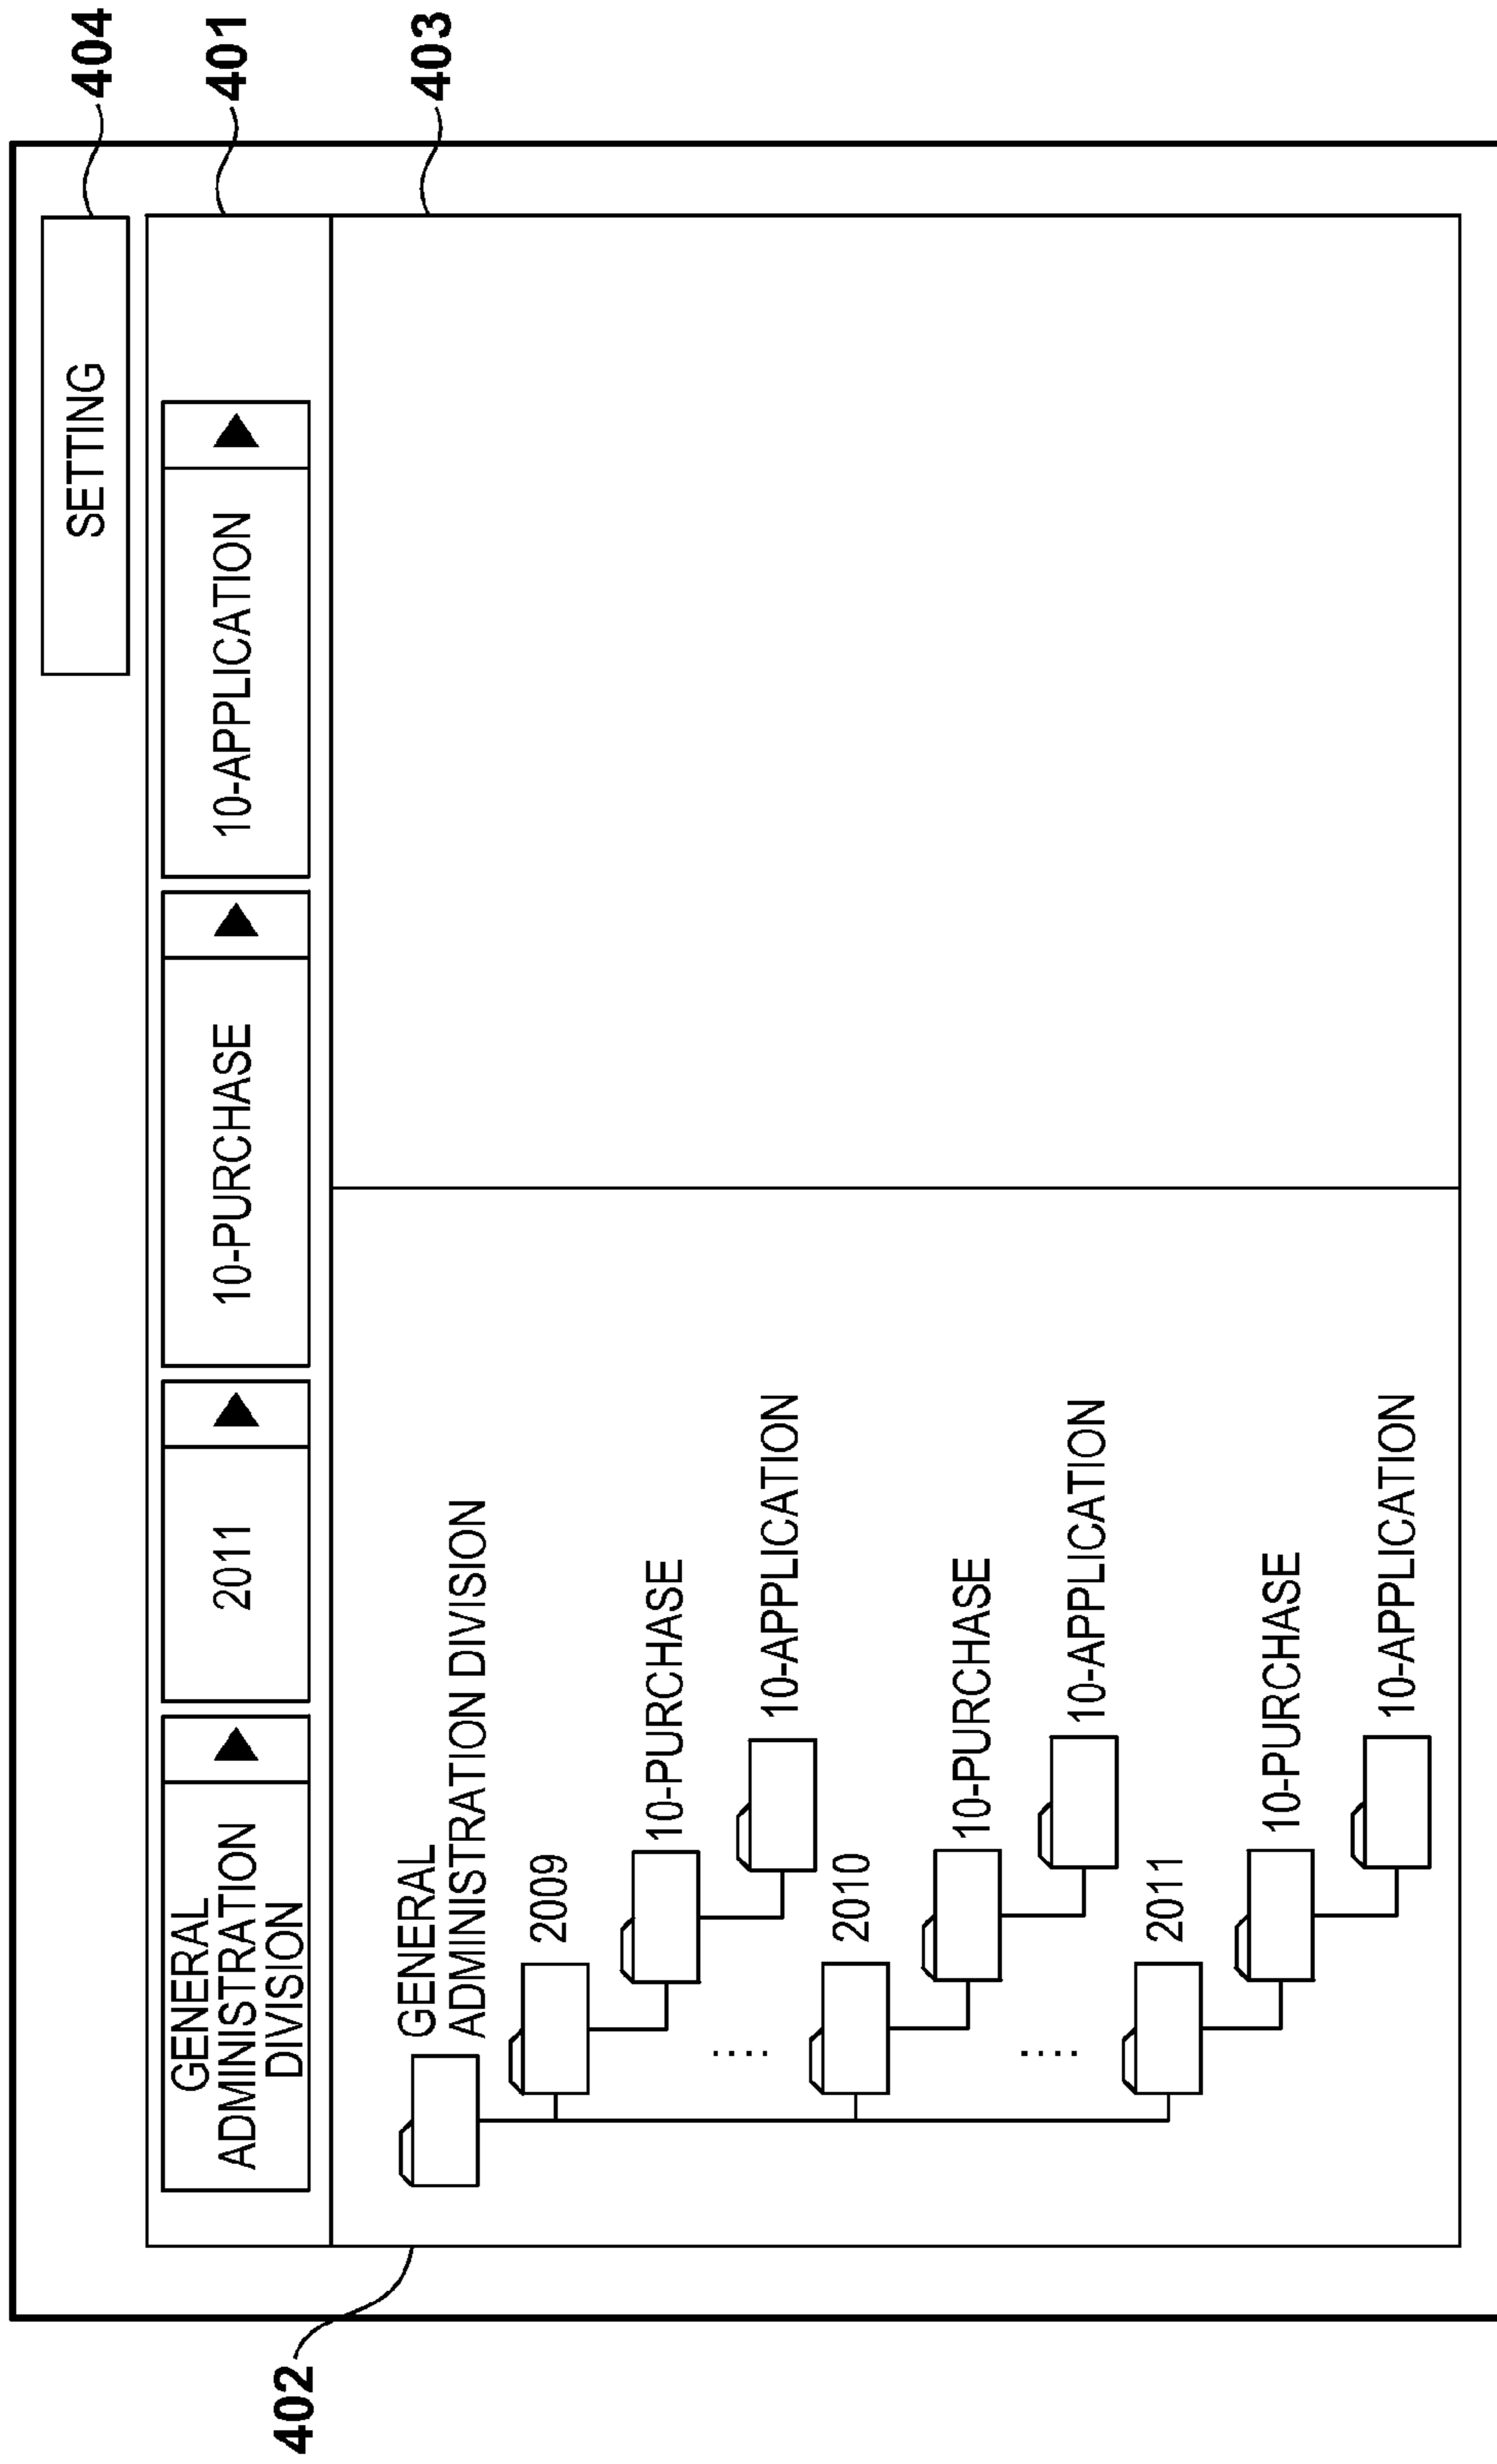 404
SETTING
401
GENERAL
ADMINISTRATION
DIVISION
2011
10-PURCHASE
10-APPLICATION
402
403
GENERAL
ADMINISTRATION DIVISION
2009
10-PURCHASE
10-APPLICATION
....
2010
10-PURCHASE
10-APPLICATION
....
2011
10-PURCHASE
10-APPLICATION